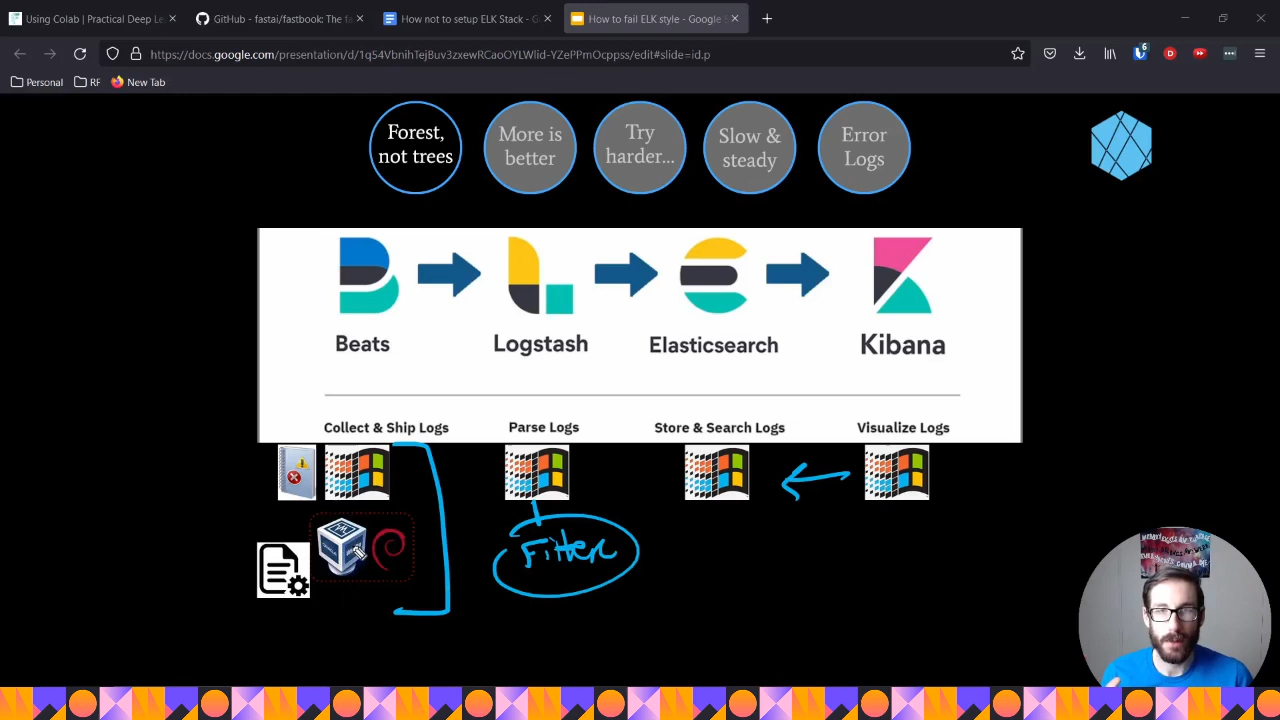 Using Colab | Practical Deep Le
GitHub - fastai/fastbook: The fa
How not to setup ELK Stack - G
How to fail ELK style - Google S
https://docs.google.com/presentation/d/1q54VbnihTejBuv3zxewRCaoOYLWlid-YZePPmOcppss/edit#slide=id.p
6
Personal
RF
New Tab
Forest,
not trees
More is
better
Try
harder...
Slow &
steady
Error
Logs
Beats
Logstash
Elasticsearch
Kibana
Collect & Ship Logs
Parse Logs
Store & Search Logs
Visualize Logs
Filter